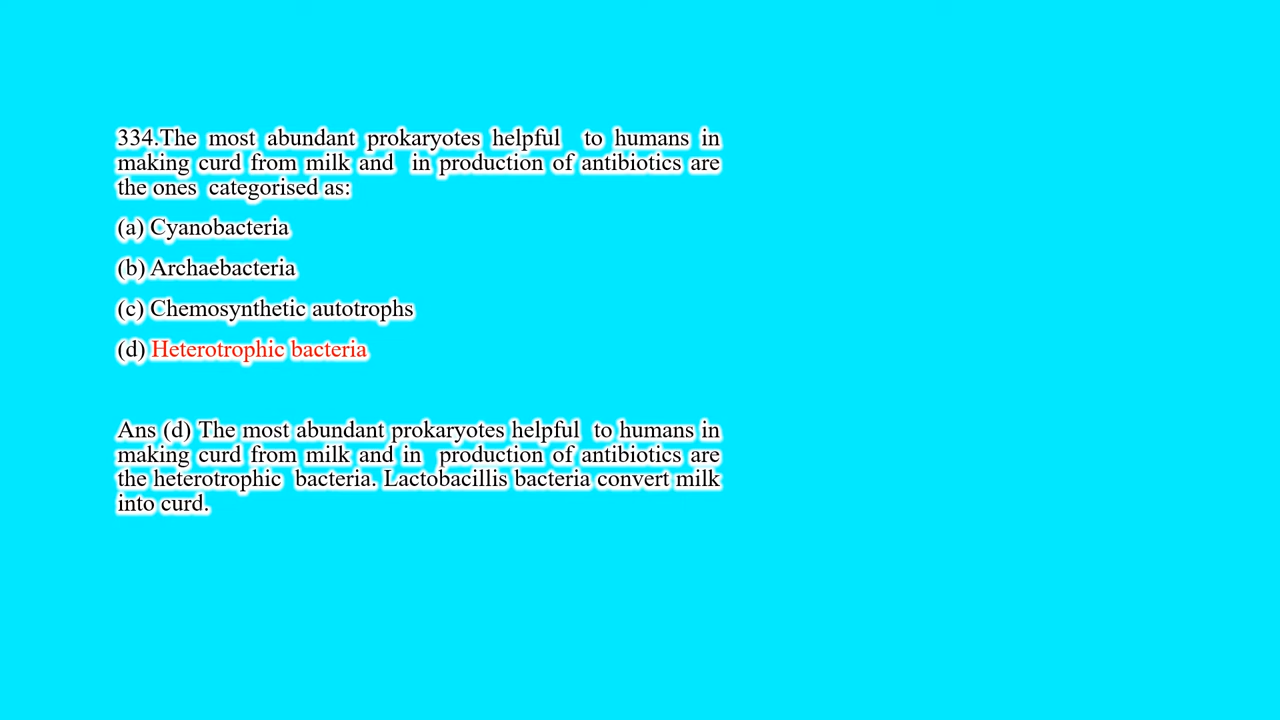 334.The most abundant prokaryotes helpful to humans in
making curd from milk and in production of antibiotics are
the ones categorised as:
(a) Cyanobacteria
(b) Archaebacteria
(c) Chemosynthetic autotrophs
(d) Heterotrophic bacteria
Ans (d) The most abundant prokaryotes helpful to humans in
making curd from milk and in production of antibiotics are
the heterotrophic bacteria. Lactobacillis bacteria convert milk
into curd.